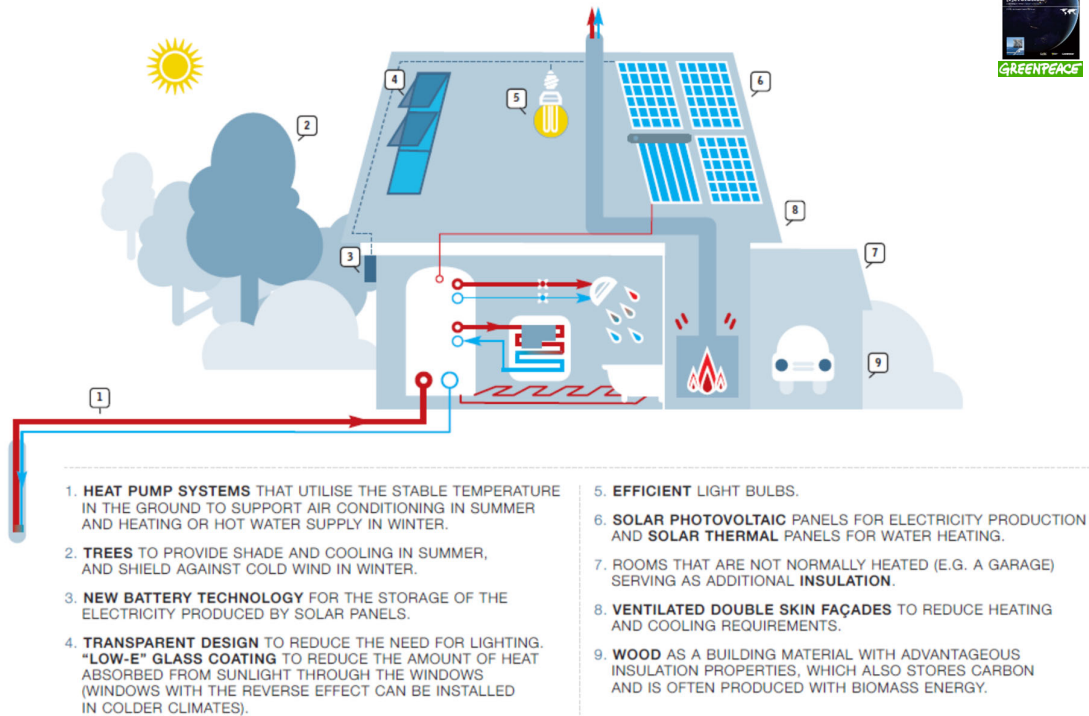 GREENPEACE
4
6
5
2
8
7
3
9
1
1. HEAT PUMP SYSTEMS THAT UTILISE THE STABLE TEMPERATURE
IN THE GROUND TO SUPPORT AIR CONDITIONING IN SUMMER
AND HEATING OR HOT WATER SUPPLY IN WINTER.
2. TREES TO PROVIDE SHADE AND COOLING IN SUMMER,
AND SHIELD AGAINST COLD WIND IN WINTER.
3. NEW BATTERY TECHNOLOGY FOR THE STORAGE OF THE
ELECTRICITY PRODUCED BY SOLAR PANELS.
4. TRANSPARENT DESIGN TO REDUCE THE NEED FOR LIGHTING.
"LOW-E" GLASS COATING TO REDUCE THE AMOUNT OF HEAT
ABSORBED FROM SUNLIGHT THROUGH THE WINDOWS
(WINDOWS WITH THE REVERSE EFFECT CAN BE INSTALLED
IN COLDER CLIMATES).
5. EFFICIENT LIGHT BULBS.
6. SOLAR PHOTOVOLTAIC PANELS FOR ELECTRICITY PRODUCTION
AND SOLAR THERMAL PANELS FOR WATER HEATING.
7. ROOMS THAT ARE NOT NORMALLY HEATED (E.G. A GARAGE)
SERVING AS ADDITIONAL INSULATION.
8. VENTILATED DOUBLE SKIN FAÇADES TO REDUCE HEATING
AND COOLING REQUIREMENTS.
9. WOOD AS A BUILDING MATERIAL WITH ADVANTAGEOUS
INSULATION PROPERTIES, WHICH ALSO STORES CARBON
AND IS OFTEN PRODUCED WITH BIOMASS ENERGY.